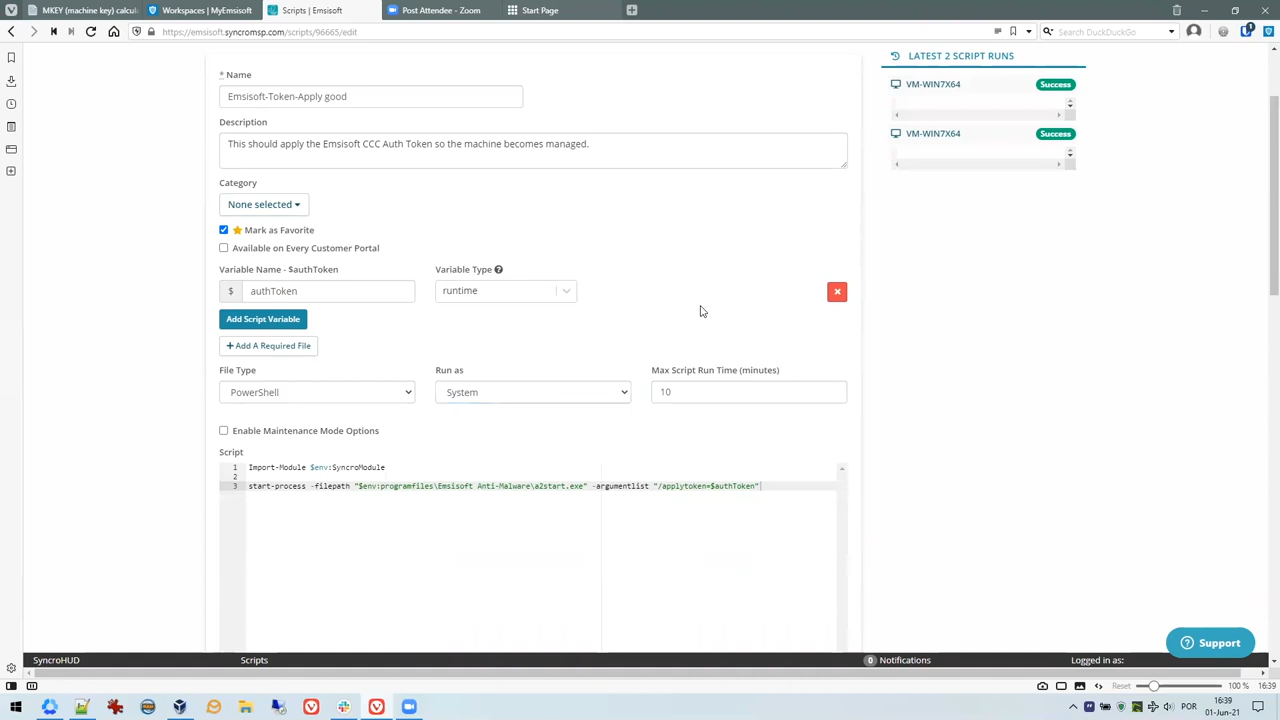 MKEY (machine key) calcula
Workspaces | MyEmsisoft
Scripts | Emsisoft
Post Attendee - Zoom
Start Page
https://emsisoft.syncromsp.com/scripts/96665/edit
Search DuckDuckGo
* Name
Emsisoft-Token-Apply good
Description
This should apply the Emsisoft CCC Auth Token so the machine becomes managed.
Category
None selected
Mark as Favorite
Available on Every Customer Portal
Variable Name - $authToken
Variable Type
$
authToken
runtime
Add Script Variable
Add A Required File
File Type
Run as
Max Script Run Time (minutes)
PowerShell
System
10
Enable Maintenance Mode Options
Script
1 Import-Module $env:SyncroModule
2
3 start-process -filepath "$env:programfiles\Emsisoft Anti-Malware\a2start.exe" -argumentlist "/applytoken=$authToken"
LATEST 2 SCRIPT RUNS
VM-WIN7X64
Success
VM-WIN7X64
Success
Support
SyncroHUD
Scripts
0 Notifications
Logged in as:
Reset
100 %
16:39
POR
16:39
01-Jun-21